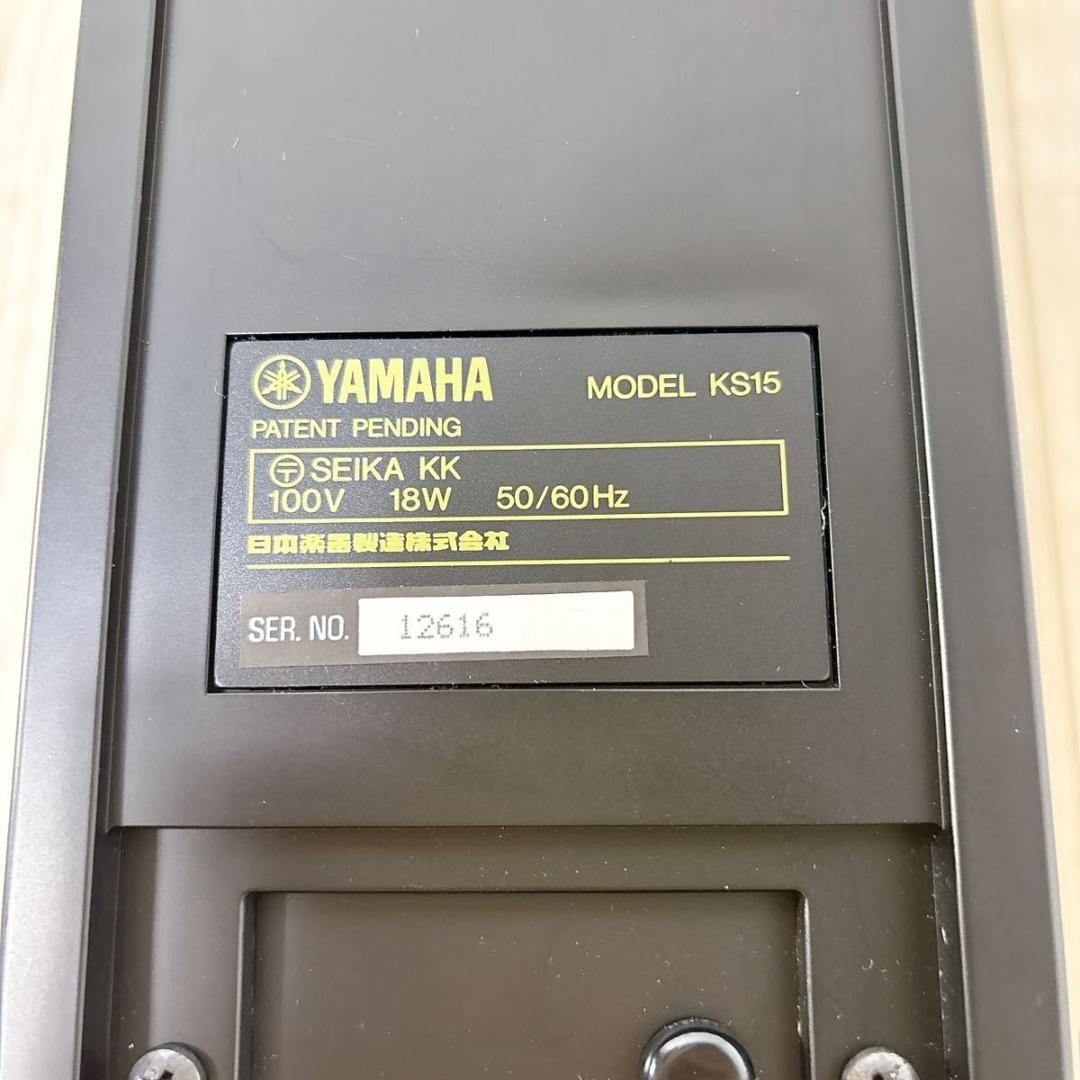 YAMAHA MODEL KS15
PATENT PENDING
〒 SEIKA KK
100V 18W 50/60Hz
日本楽器製造株式会社
SER. NO. 12616